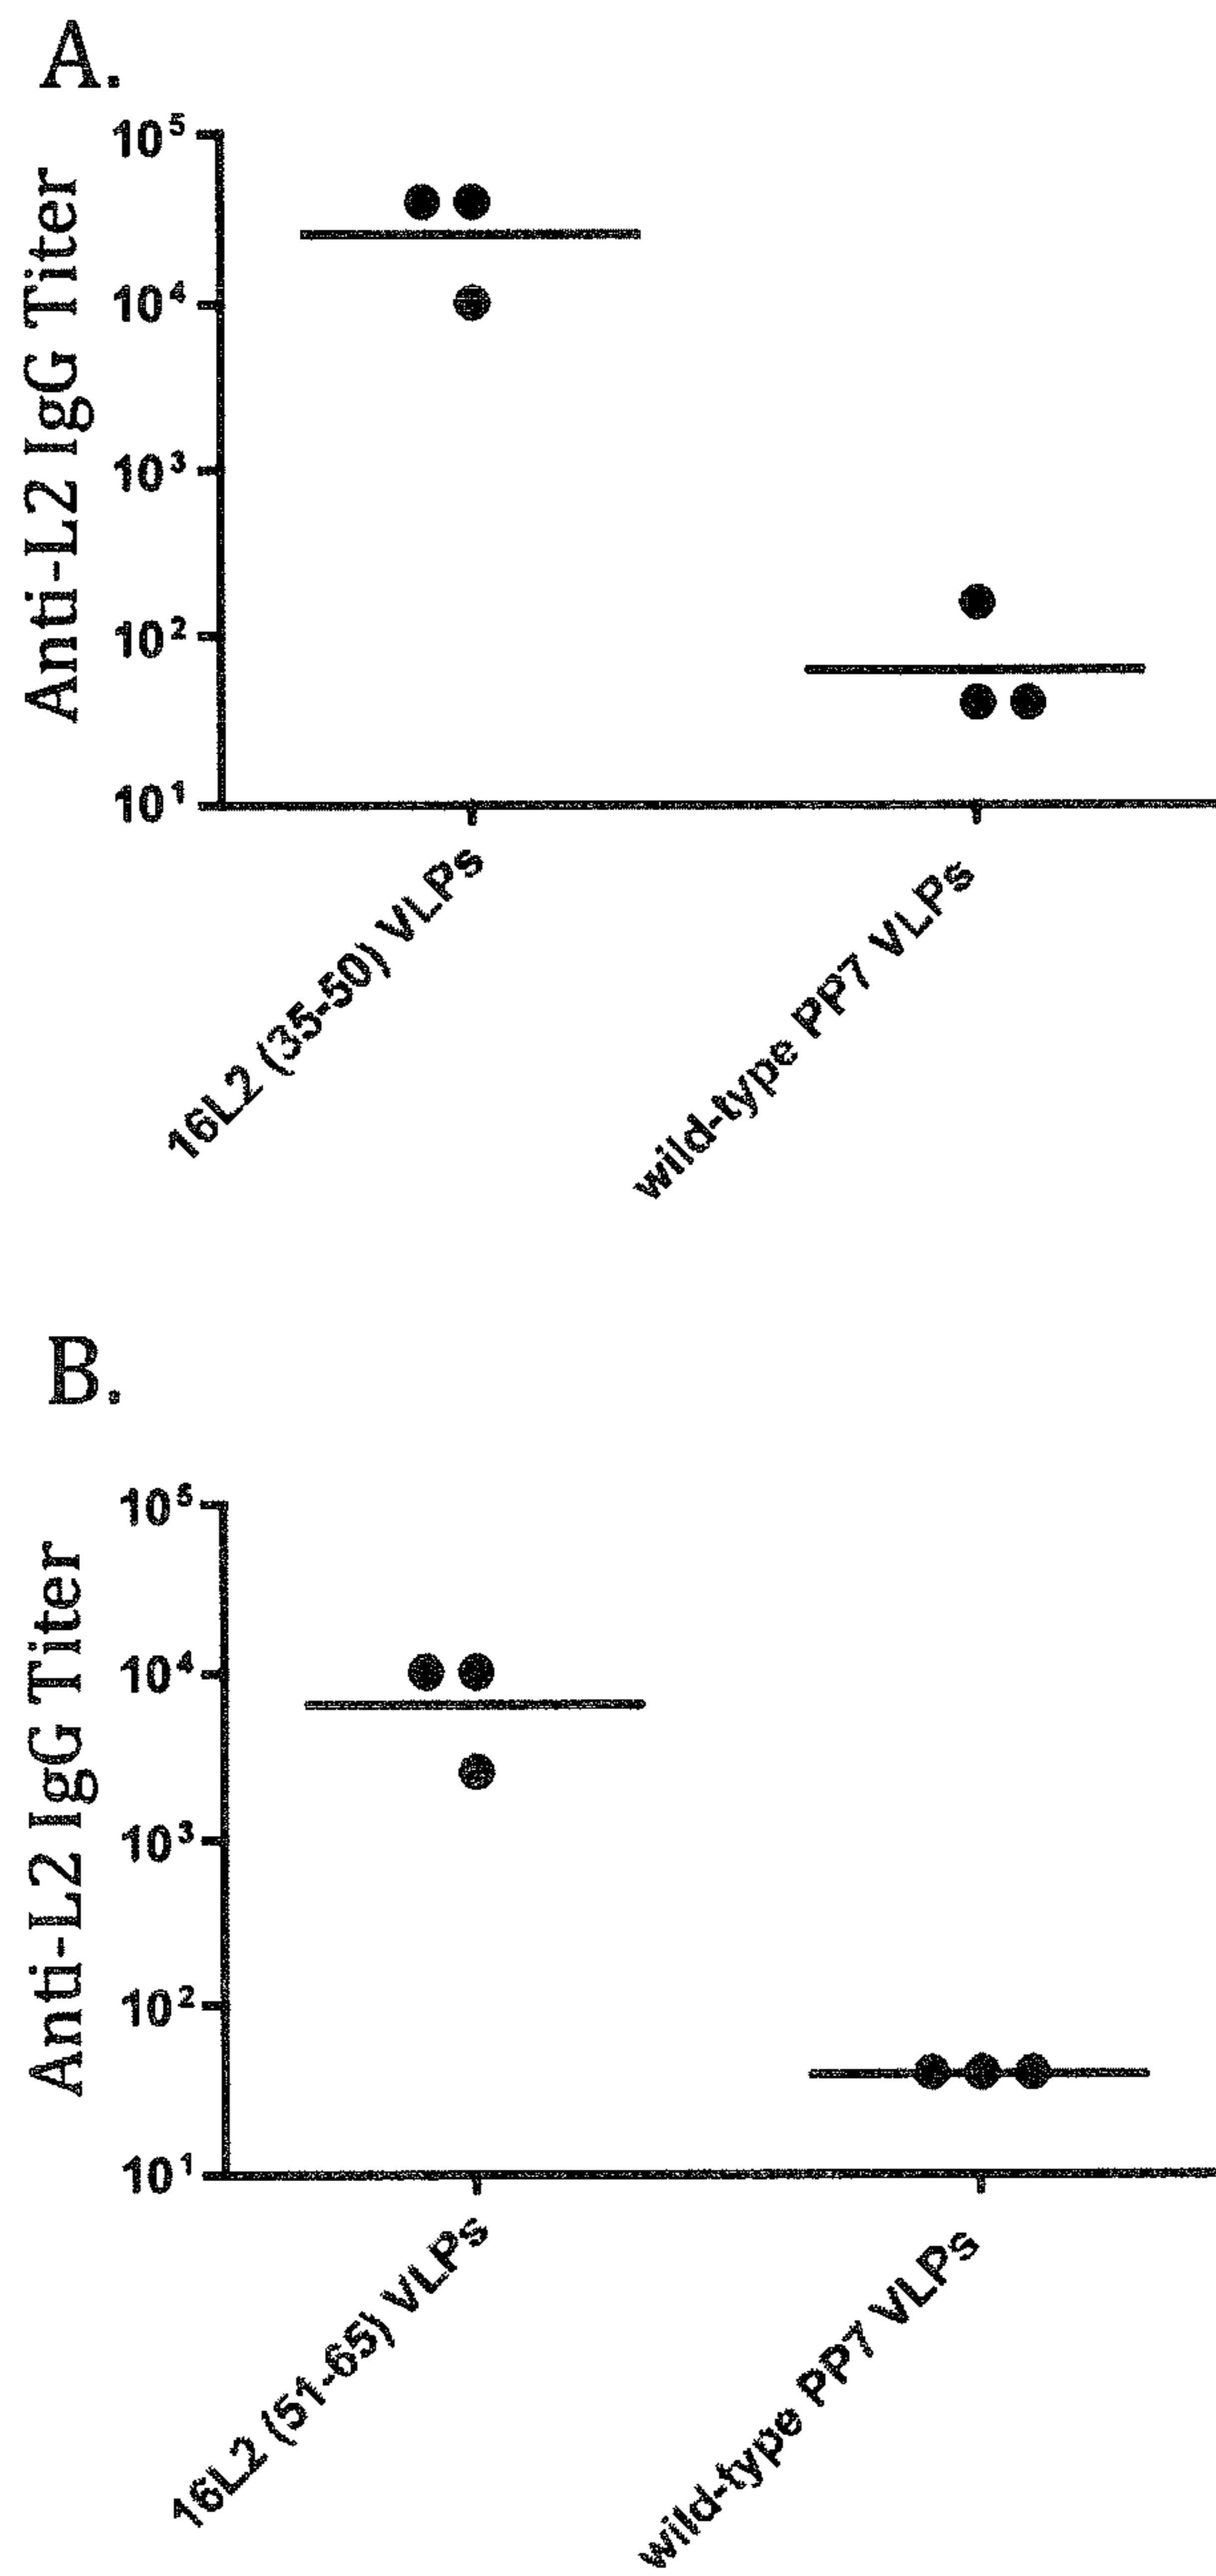 A.
Anti-L2 IgG Titer
10⁵
10⁴
10³
10²
10¹
16L2 (35-50) VLPs
wild-type PP7 VLPs
B.
Anti-L2 IgG Titer
10⁵
10⁴
10³
10²
10¹
16L2 (51-65) VLPs
wild-type PP7 VLPs